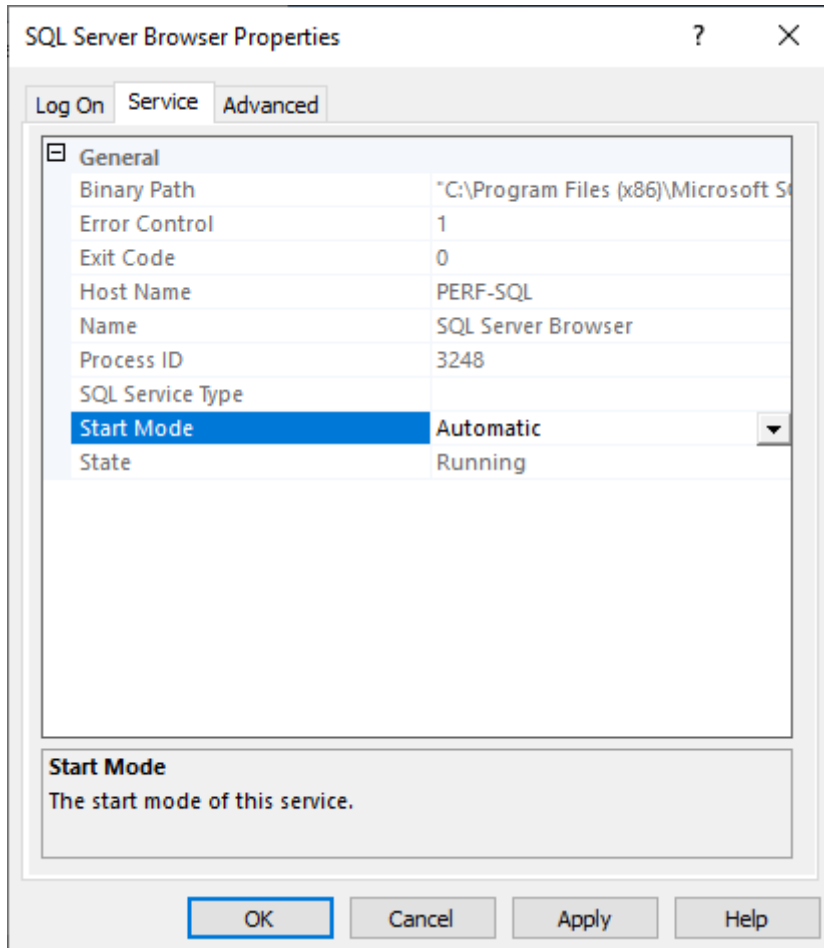 SQL Server Browser Properties
Log On Service Advanced
General
Binary Path "C:\Program Files (x86)\Microsoft
Error Control 1
Exit Code 0
Host Name PERF-SQL
Name SQL Server Browser
Process ID 3248
SQL Service Type
Start Mode Automatic
State Running
Start Mode
The start mode of this service.
OK Cancel Apply Help